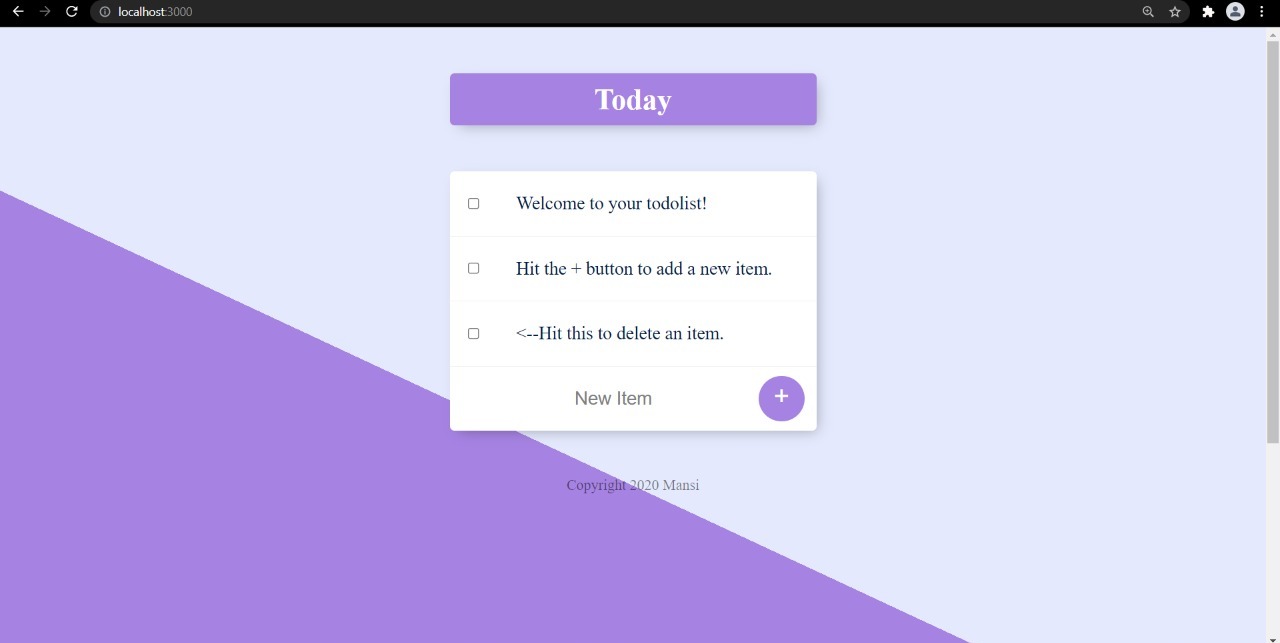 localhost:3000
Today
Welcome to your todolist!
Hit the + button to add a new item.
<--Hit this to delete an item.
New Item
+
Copyright 2020 Mansi